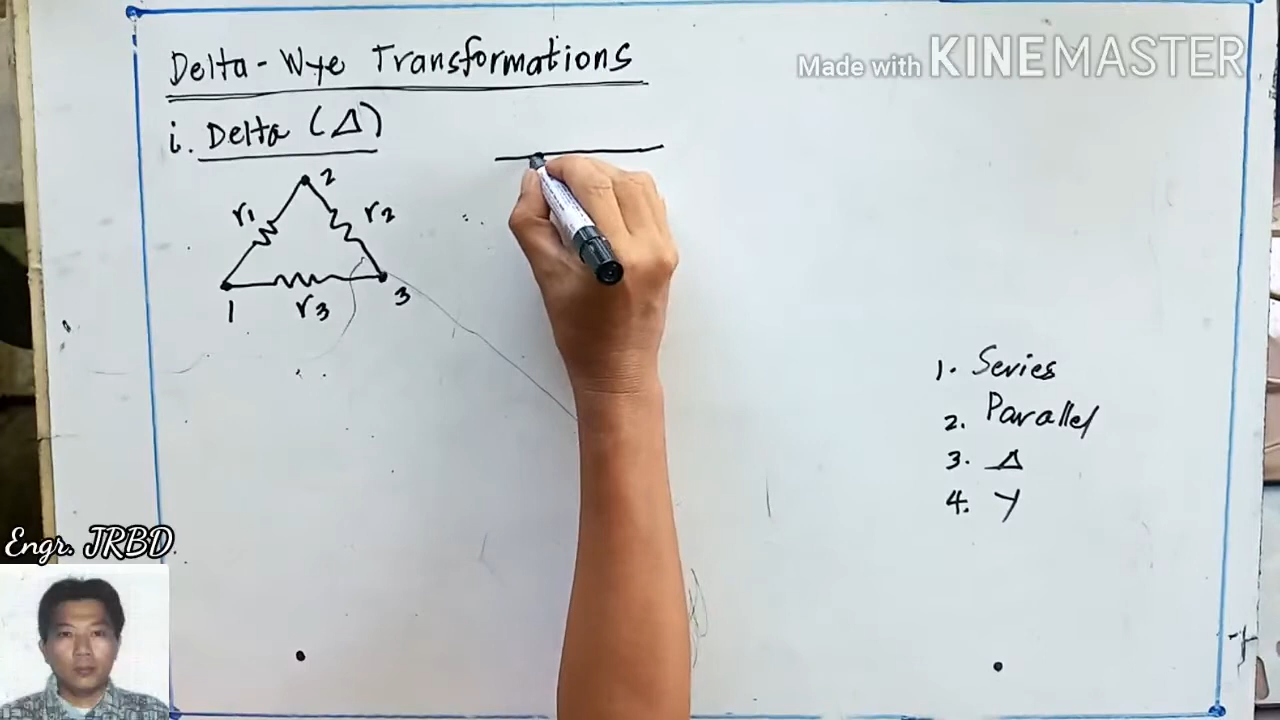 Delta - Wye Transformations
i. Delta (Δ)
2
r1
r2
1
r3
3
1. Series
2. Parallel
3. Δ
4. Y
Made with KINEMASTER
Engr. JRBD